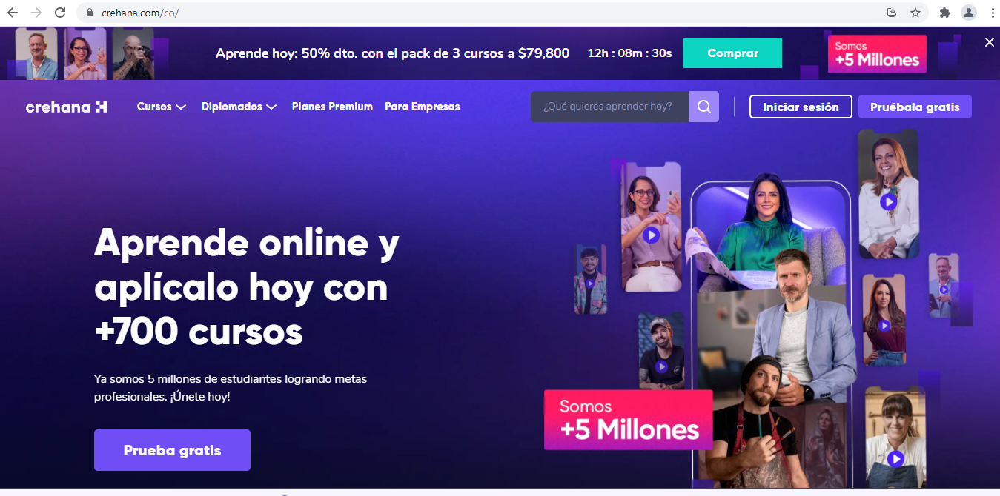 crehana.com/co/
Aprende hoy: 50% dto. con el pack de 3 cursos a $79,800
12h : 08m : 30s
Comprar
Somos
+5 Millones
crehana
Cursos
Diplomados
Planes Premium
Para Empresas
¿Qué quieres aprender hoy?
Iniciar sesión
Pruébala gratis
Aprende online y
aplícalo hoy con
+700 cursos
Ya somos 5 millones de estudiantes logrando metas
profesionales. ¡Únete hoy!
Prueba gratis
Somos
+5 Millones